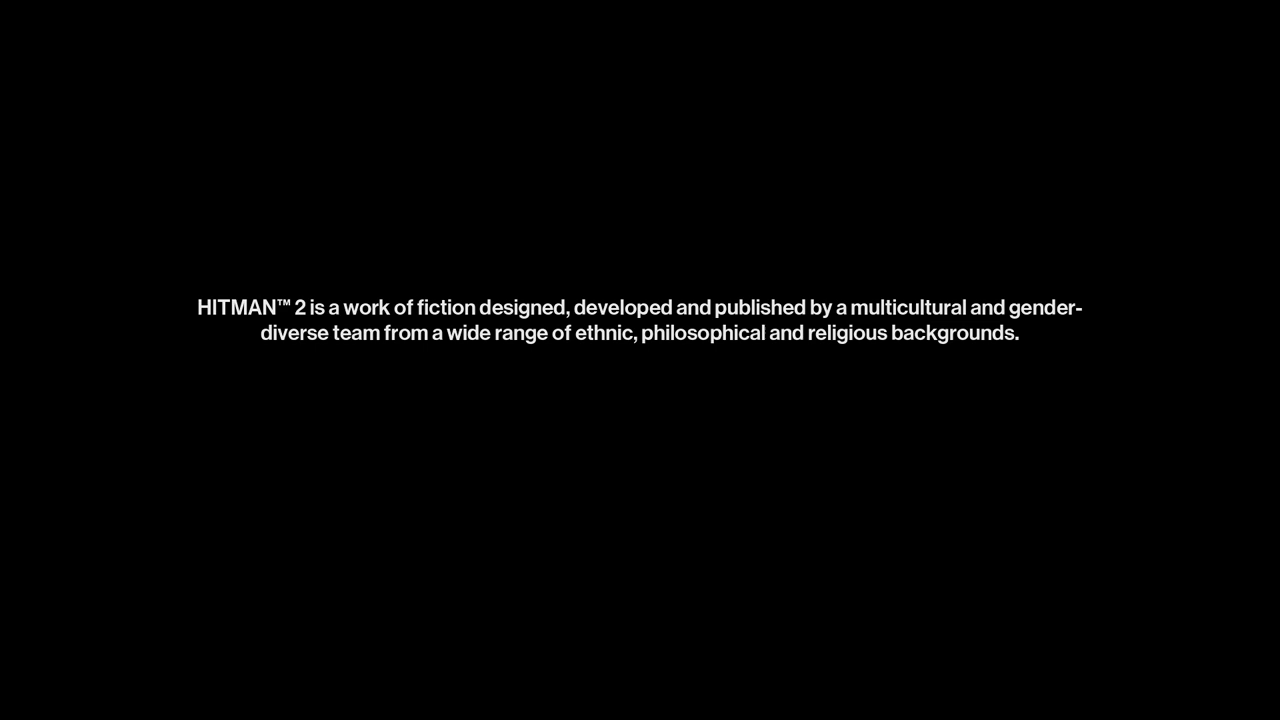 HITMAN™ 2 is a work of fiction designed, developed and published by a multicultural and gender-
diverse team from a wide range of ethnic, philosophical and religious backgrounds.